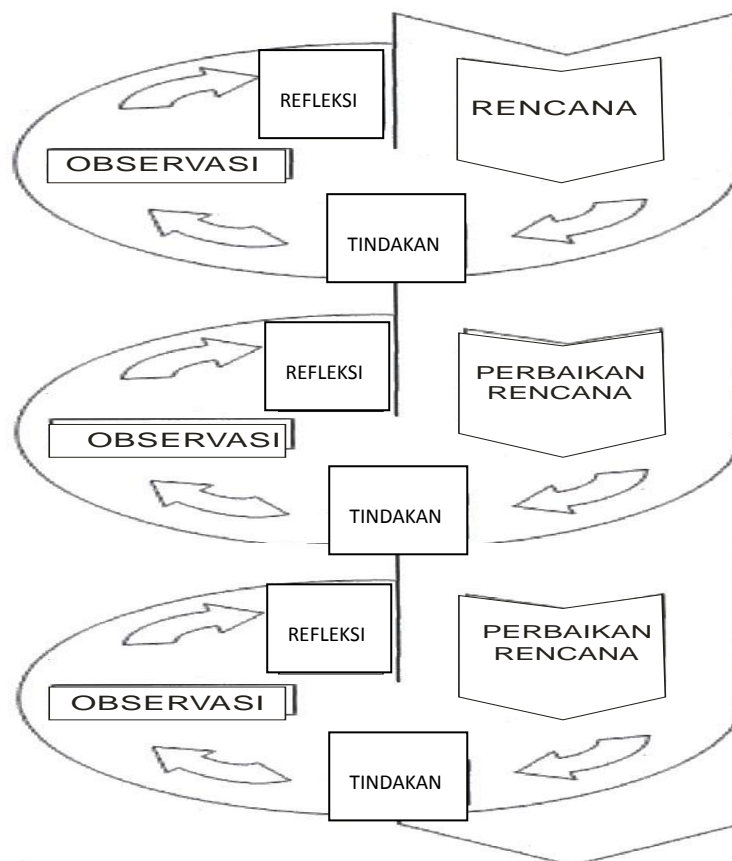 REFLEKSI
RENCANA
OBSERVASI
TINDAKAN
REFLEKSI
PERBAIKAN
RENCANA
OBSERVASI
TINDAKAN
REFLEKSI
PERBAIKAN
RENCANA
OBSERVASI
TINDAKAN